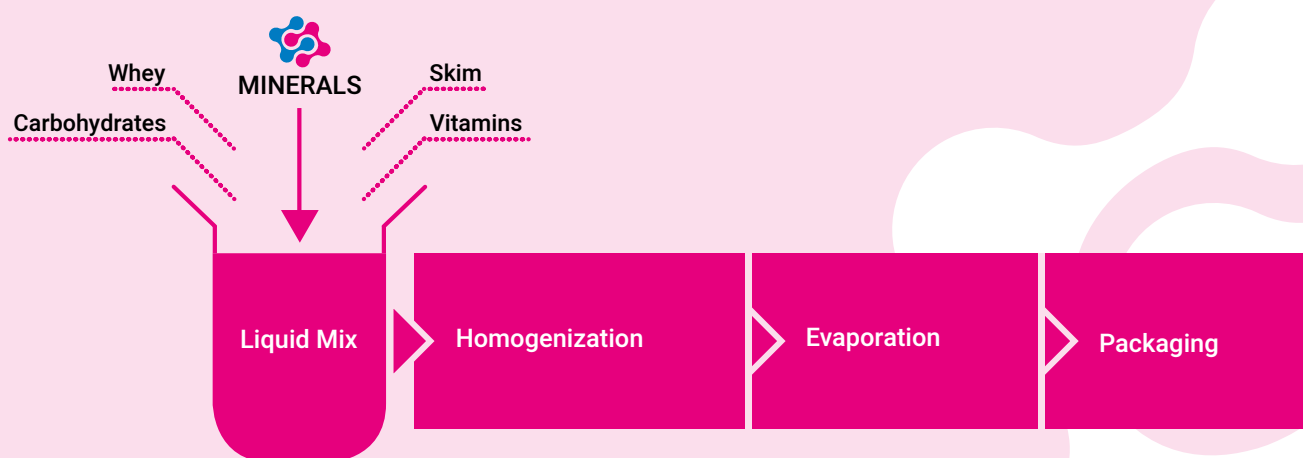 Whey
MINERALS
Skim
Carbohydrates
Vitamins
Liquid Mix
Homogenization
Evaporation
Packaging